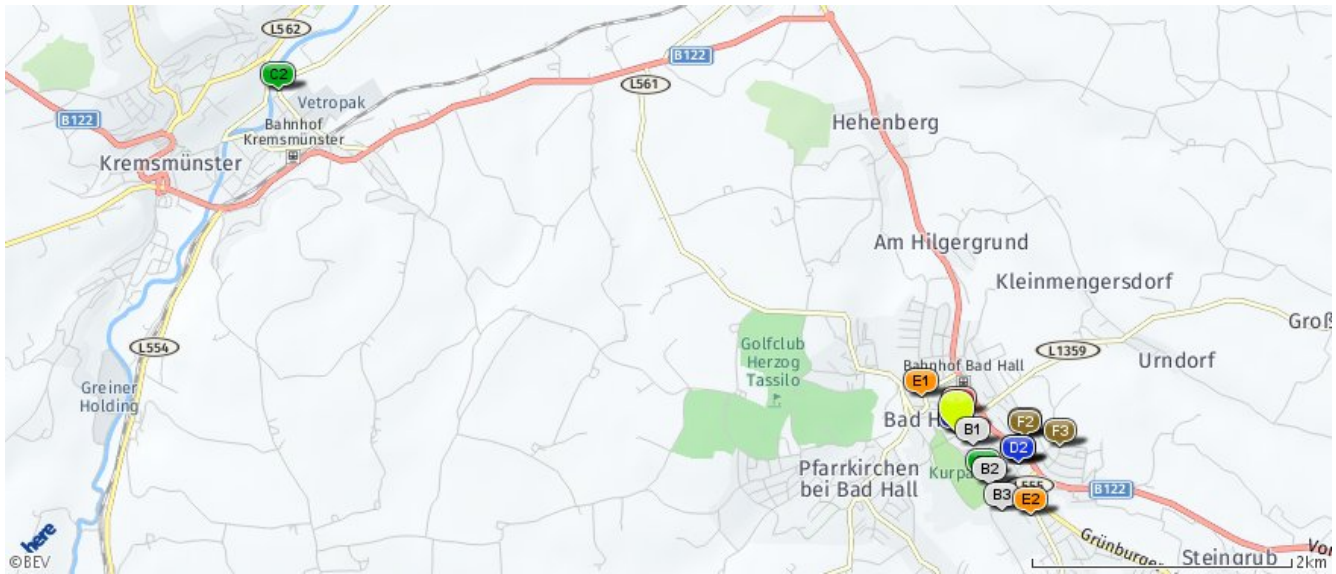 L562
C2
B122
Vetropak
B122
L561
Bahnhof
Kremsmünster
Kremsmünster
Hehenberg
Am Hilgergrund
Kleinmengersdorf
Groß
L554
Golfclub
Herzog
Tassilo
L1359
Urndorf
Bahnhof Bad Hall
E1
Greiner
Holding
Bad
B1
F2
F3
D2
Pfarrkirchen
bei Bad Hall
B2
B3
E2
B122
here
©BEV
Steingrub
2km